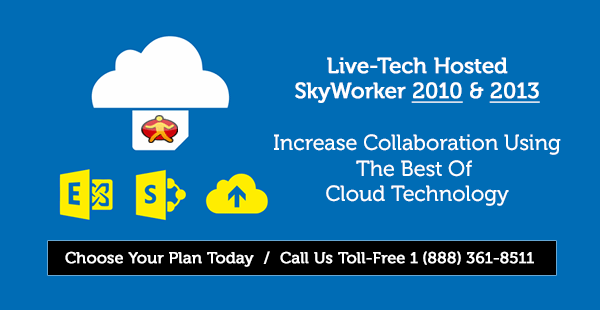 Live-Tech Hosted
SkyWorker 2010 & 2013
Increase Collaboration Using
The Best Of
Cloud Technology
E
S
Choose Your Plan Today / Call Us Toll-Free 1 (888) 361-8511